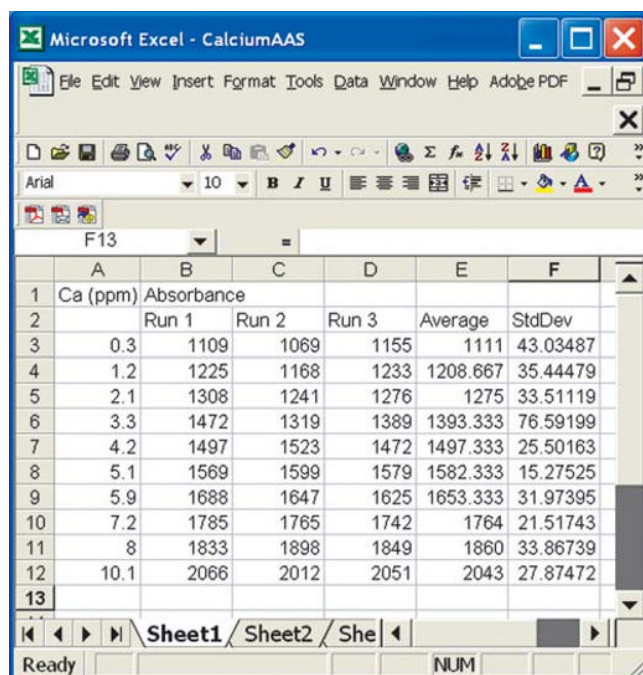 Microsoft Excel - CalciumAAS
File Edit View Insert Format Tools Data Window Help Adobe PDF
Arial 10 B I U
F13 =
A B C D E F
1 Ca (ppm) Absorbance
2 Run 1 Run 2 Run 3 Average StdDev
3 0.3 1109 1069 1155 1111 43.03487
4 1.2 1225 1168 1233 1208.667 35.44479
5 2.1 1308 1241 1276 1275 33.51119
6 3.3 1472 1319 1389 1393.333 76.59199
7 4.2 1497 1523 1472 1497.333 25.50163
8 5.1 1569 1599 1579 1582.333 15.27525
9 5.9 1688 1647 1625 1653.333 31.97395
10 7.2 1785 1765 1742 1764 21.51743
11 8 1833 1898 1849 1860 33.86739
12 10.1 2066 2012 2051 2043 27.87472
13
Sheet1 Sheet2 She
Ready NUM